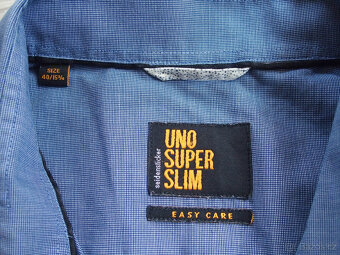 SIZE
40/15¾
seidensticker
UNO
SUPER
SLIM
EASY CARE